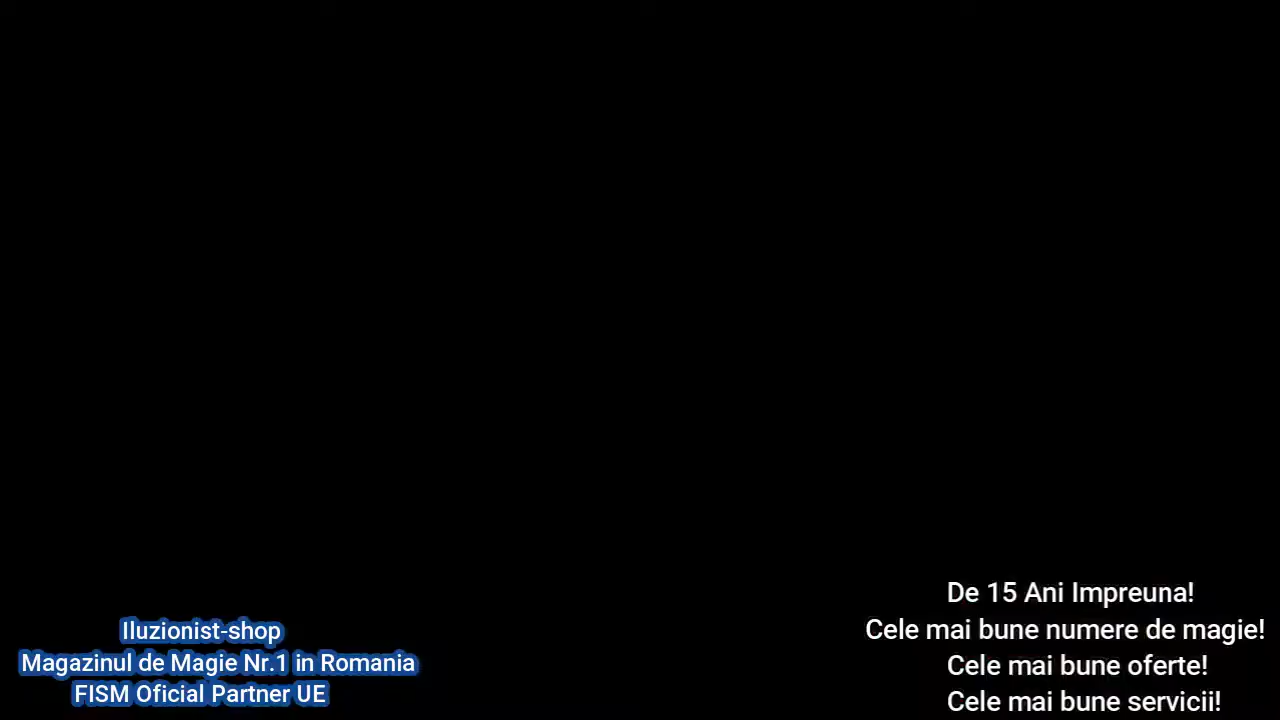 Iluzionist-shop
Magazinul de Magie Nr.1 in Romania
FISM Oficial Partner UE
De 15 Ani Impreuna!
Cele mai bune numere de magie!
Cele mai bune oferte!
Cele mai bune servicii!